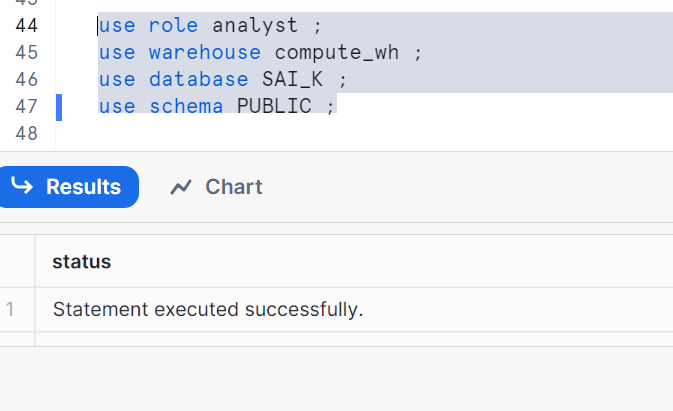 44 use role analyst ;
45 use warehouse compute_wh ;
46 use database SAI_K ;
47 use schema PUBLIC ;
48
Results Chart
status
1 Statement executed successfully.